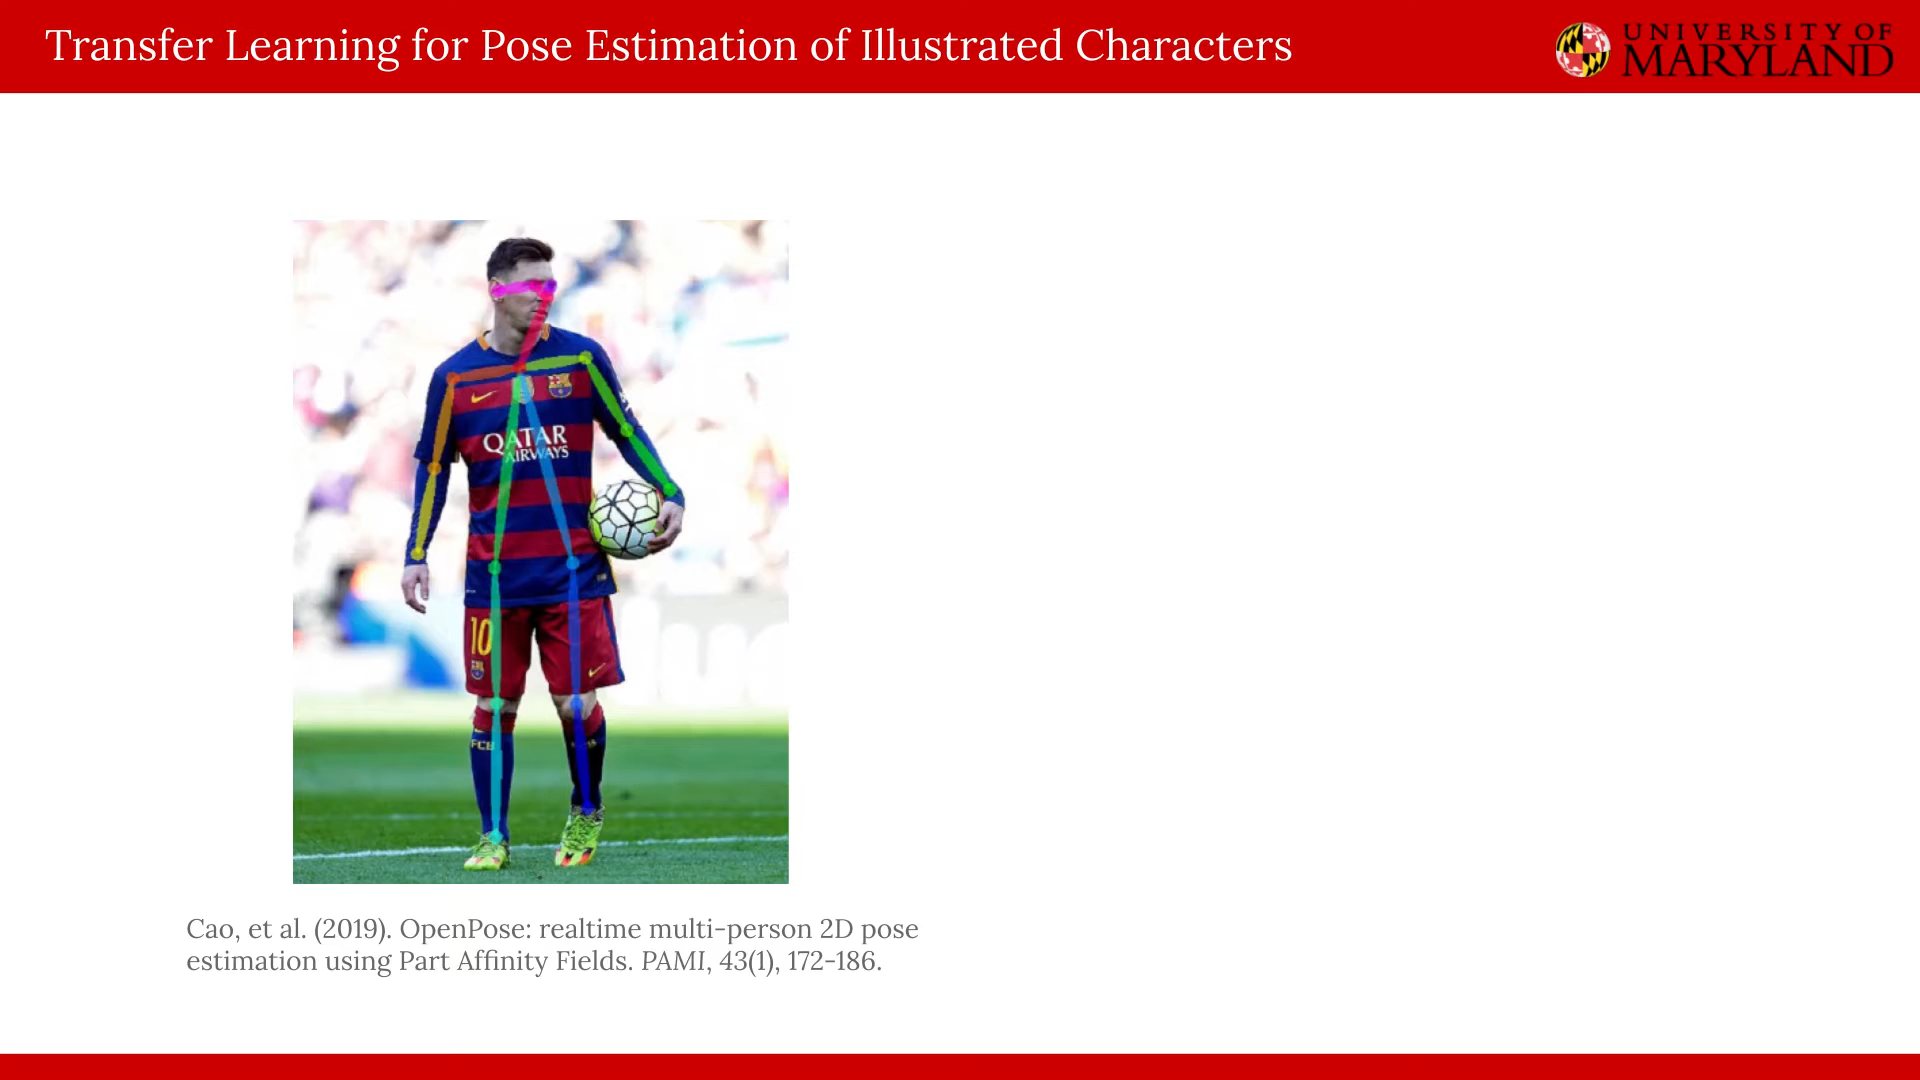 Transfer Learning for Pose Estimation of Illustrated Characters
UNIVERSITY OF
MARYLAND
QATAR
AIRWAYS
10
FCB
Cao, et al. (2019). OpenPose: realtime multi-person 2D pose
estimation using Part Affinity Fields. PAMI, 43(1), 172-186.